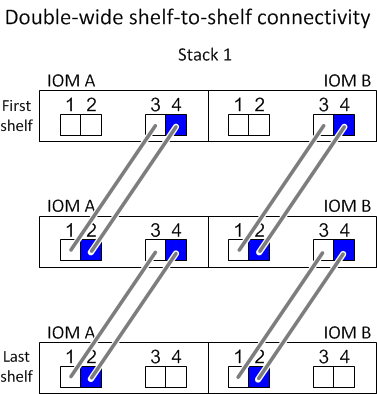 Double-wide shelf-to-shelf connectivity
Stack 1
IOM A IOM B
First shelf
1 2 3 4 1 2 3 4
IOM A IOM B
1 2 3 4 1 2 3 4
IOM A IOM B
Last shelf
1 2 3 4 1 2 3 4